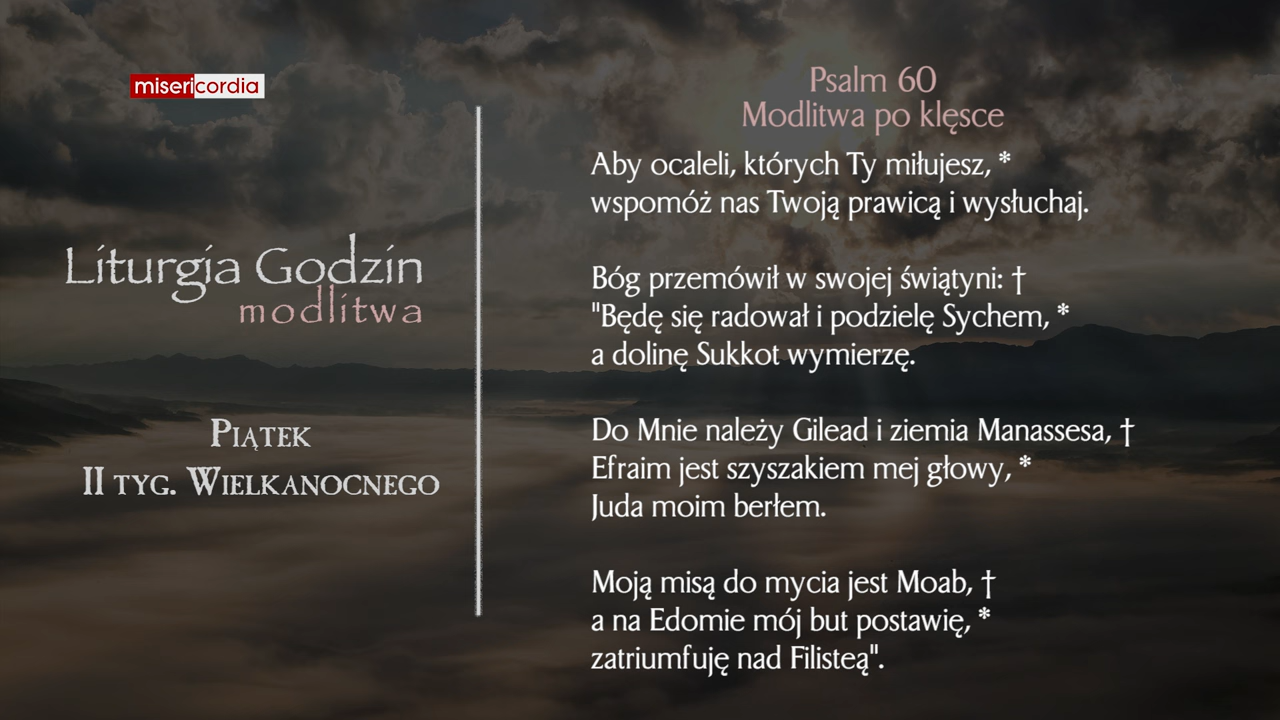 misericordia
Liturgia Godzin
modlitwa
Piątek
II tyg. Wielkanocnego
Psalm 60
Modlitwa po klęsce
Aby ocaleli, których Ty miłujesz, *
wspomóż nas Twoją prawicą i wysłuchaj.
Bóg przemówił w swojej świątyni: †
"Będę się radował i podzielę Sychem, *
a dolinę Sukkot wymierzę.
Do Mnie należy Gilead i ziemia Manassesa, †
Efraim jest szyszakiem mej głowy, *
Juda moim berłem.
Moją misą do mycia jest Moab, †
a na Edomie mój but postawię, *
zatriumfuję nad Filisteą".